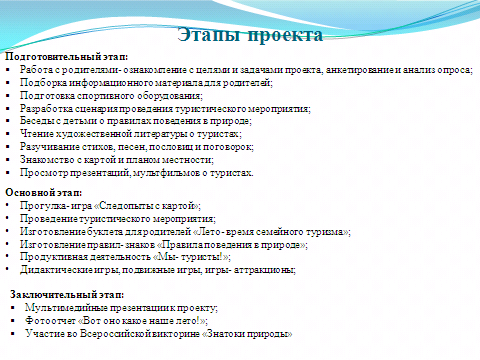 Этапы проекта
Подготовительный этап:
▪ Работа с родителями- ознакомление с целями и задачами проекта, анкетирование и анализ опроса;
▪ Подборка информационного материала для родителей;
▪ Подготовка спортивного оборудования;
▪ Разработка сценария проведения туристического мероприятия;
▪ Беседы с детьми о правилах поведения в природе;
▪ Чтение художественной литературы о туристах;
▪ Разучивание стихов, песен, пословиц и поговорок;
▪ Знакомство с картой и планом местности;
▪ Просмотр презентаций, мультфильмов о туристах.
Основной этап:
• Прогулка- игра «Следопыты с картой»;
• Проведение туристического мероприятия;
• Изготовление буклета для родителей «Лето- время семейного туризма»;
• Изготовление правил- знаков «Правила поведения в природе»;
• Продуктивная деятельность «Мы- туристы!»;
• Дидактические игры, подвижные игры, игры- аттракционы;
Заключительный этап:
▪ Мультимедийные презентации к проекту;
▪ Фотоотчет «Вот оно какое наше лето!»;
▪ Участие во Всероссийской викторине «Знатоки природы»